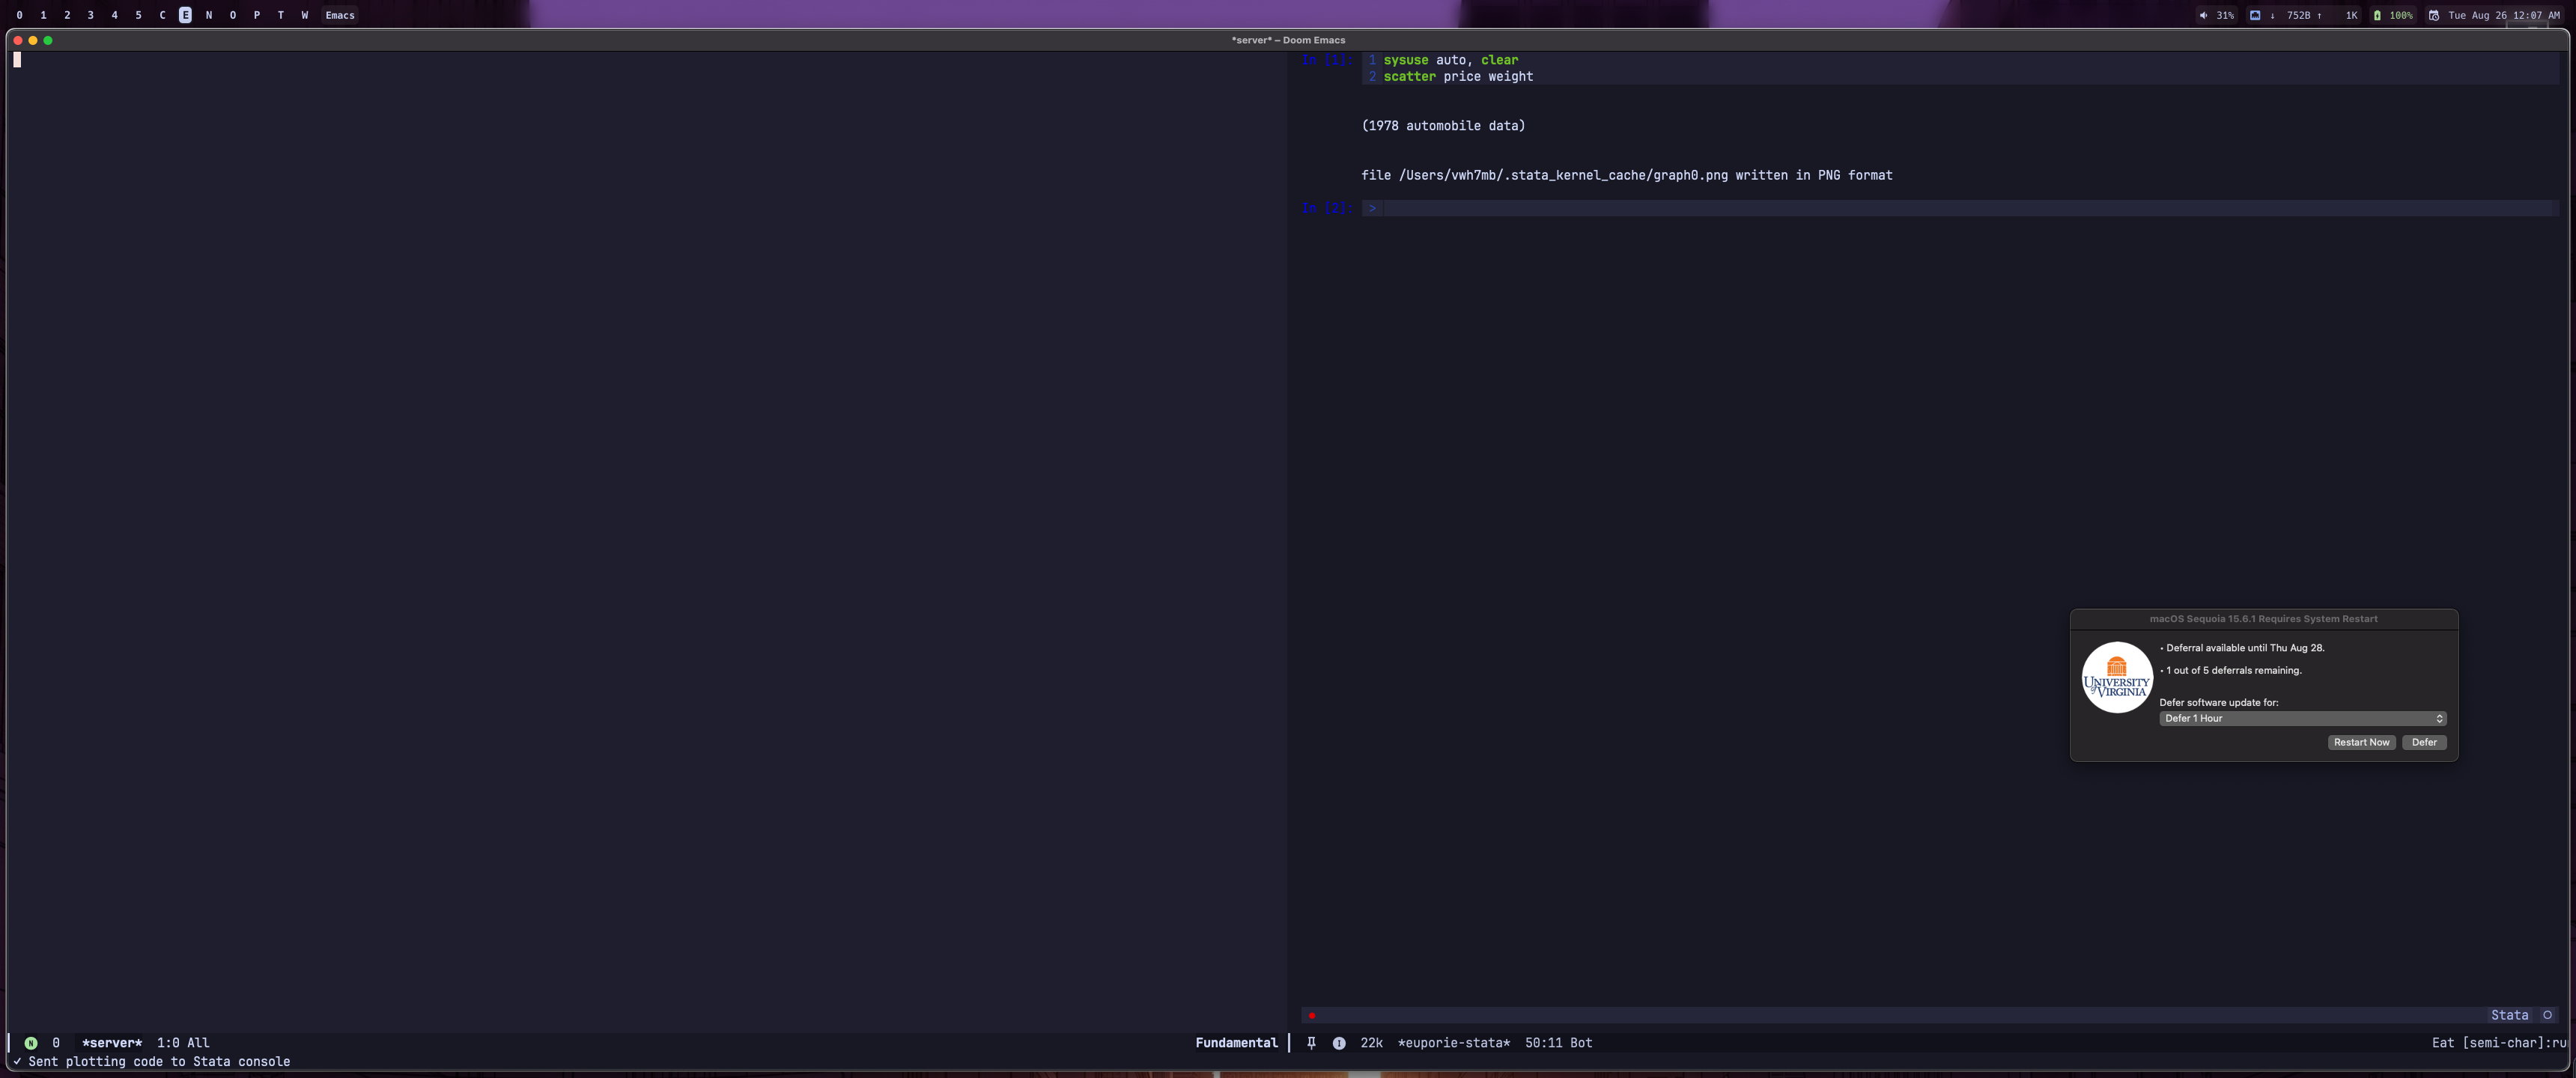 0 1 2 3 4 5 C E N O P T W Emacs
31% ↓ 752B ↑ 1K 100% Tue Aug 26 12:07 AM
*server* – Doom Emacs
In [1]: 1 sysuse auto, clear
2 scatter price weight
(1978 automobile data)
file /Users/vwh7mb/.stata_kernel_cache/graph0.png written in PNG format
In [2]: >
macOS Sequoia 15.6.1 Requires System Restart
• Deferral available until Thu Aug 28.
• 1 out of 5 deferrals remaining.
UNIVERSITY
of VIRGINIA
Defer software update for:
Defer 1 Hour
Restart Now Defer
Stata
N 0 *server* 1:0 All Fundamental
I 22k *euporie-stata* 50:11 Bot Eat [semi-char]:ru
✓ Sent plotting code to Stata console